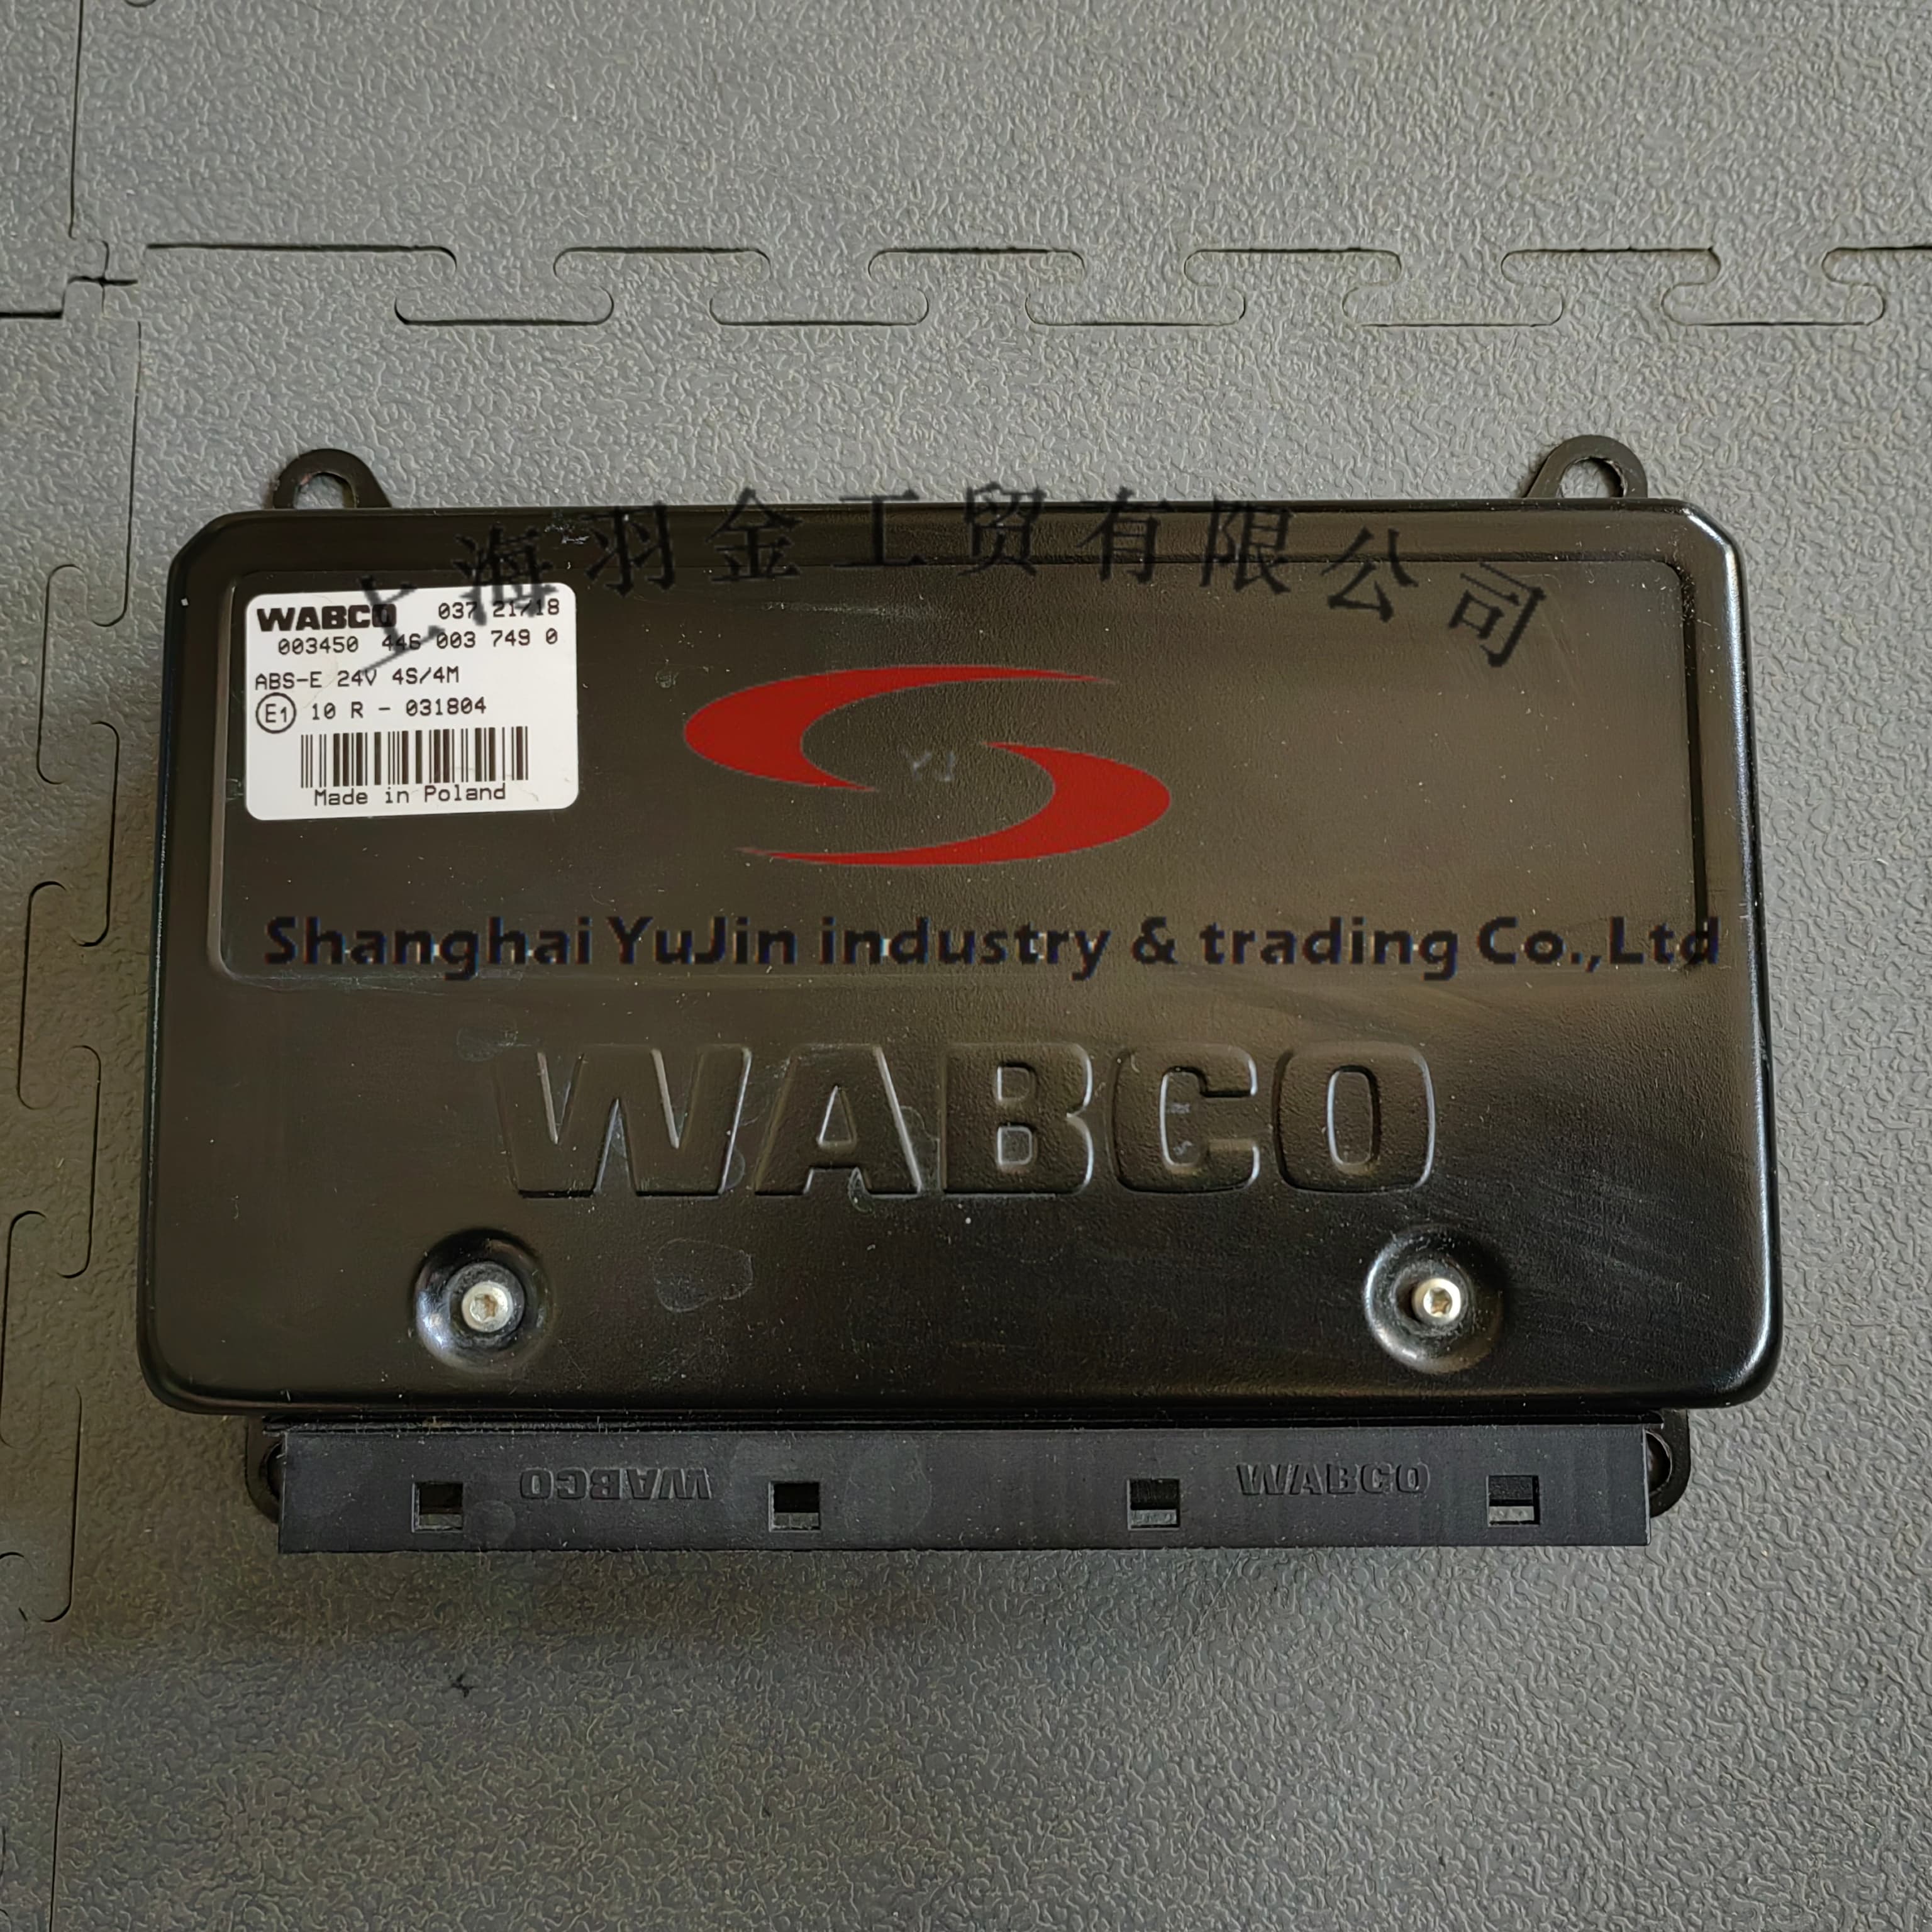 上海羽金工贸有限公司
WABCO 037 21/18
003450 446 003 749 0
ABS-E 24V 4S/4M
E1 10 R - 031804
Made in Poland
YJ
Shanghai YuJin industry & trading Co.,Ltd
WABCO
WABCO WABCO